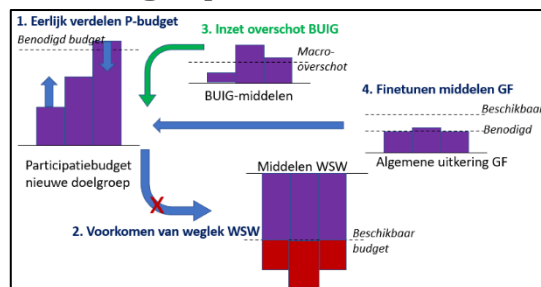 1. Eerlijk verdelen P-budget
Benodigd budget
3. Inzet overschot BUIG
Macro-
overschot
BUIG-middelen
4. Finetunen middelen GF
Beschikbaar
Benodigd
Algemene uitkering GF
Participatiebudget
nieuwe doelgroep
Middelen WSW
2. Voorkomen van weglek WSW
Beschikbaar
budget